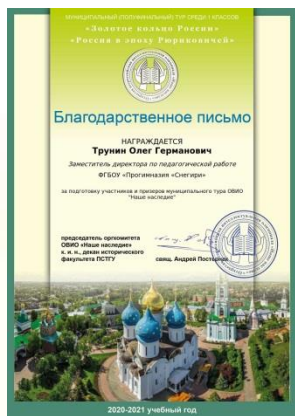 МУНИЦИПАЛЬНЫЙ (ПОЛУФИНАЛЬНЫЙ) ТУР СРЕДИ 1 КЛАССОВ
«Золотое кольцо России»
«Россия в эпоху Рюриковичей»
Благодарственное письмо
НАГРАЖДАЕТСЯ
Трунин Олег Германович
Заместитель директора по педагогической работе
ФГБОУ «Прогимназия «Снегири»
за подготовку участников и призеров муниципального тура ОВИО
"Наше наследие"
председатель оргкомитета
ОВИО «Наше наследие»
к. и. н., декан исторического
факультета ПСТГУ
свящ. Андрей
2020-2021 учебный год